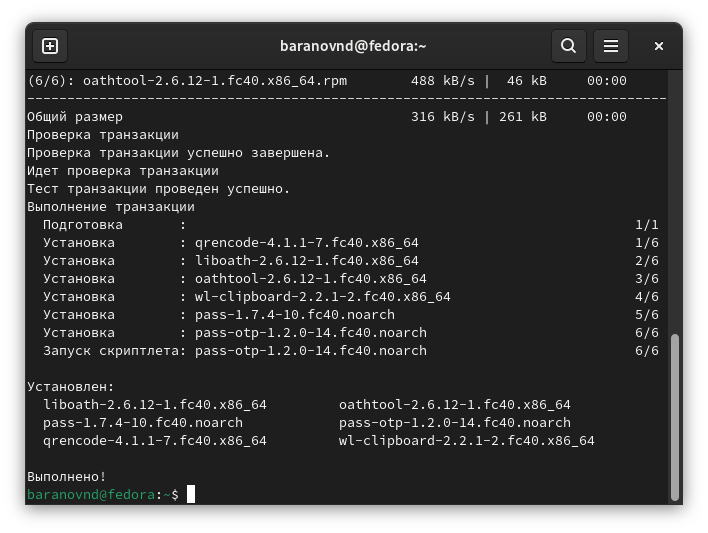 baranovnd@fedora:~
(6/6): oathtool-2.6.12-1.fc40.x86_64.rpm 488 kB/s | 46 kB 00:00
--------------------------------------------------------------------------------
Общий размер 316 kB/s | 261 kB 00:00
Проверка транзакции
Проверка транзакции успешно завершена.
Идет проверка транзакции
Тест транзакции проведен успешно.
Выполнение транзакции
Подготовка : 1/1
Установка : qrencode-4.1.1-7.fc40.x86_64 1/6
Установка : liboath-2.6.12-1.fc40.x86_64 2/6
Установка : oathtool-2.6.12-1.fc40.x86_64 3/6
Установка : wl-clipboard-2.2.1-2.fc40.x86_64 4/6
Установка : pass-1.7.4-10.fc40.noarch 5/6
Установка : pass-otp-1.2.0-14.fc40.noarch 6/6
Запуск скриптлета: pass-otp-1.2.0-14.fc40.noarch 6/6
Установлен:
liboath-2.6.12-1.fc40.x86_64 oathtool-2.6.12-1.fc40.x86_64
pass-1.7.4-10.fc40.noarch pass-otp-1.2.0-14.fc40.noarch
qrencode-4.1.1-7.fc40.x86_64 wl-clipboard-2.2.1-2.fc40.x86_64
Выполнено!
baranovnd@fedora:~$